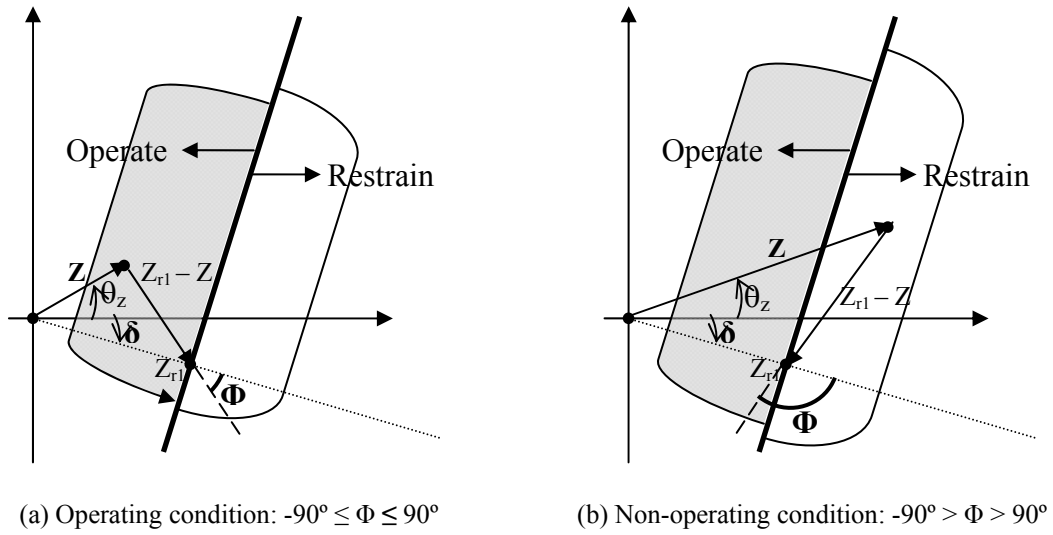 Operate
Restrain
Z
Zr1 – Z
θz
δ
Zr1
Φ
(a) Operating condition: -90º ≤ Φ ≤ 90º
Operate
Restrain
Z
Zr1 – Z
θz
δ
Zr1
Φ
(b) Non-operating condition: -90º > Φ > 90º